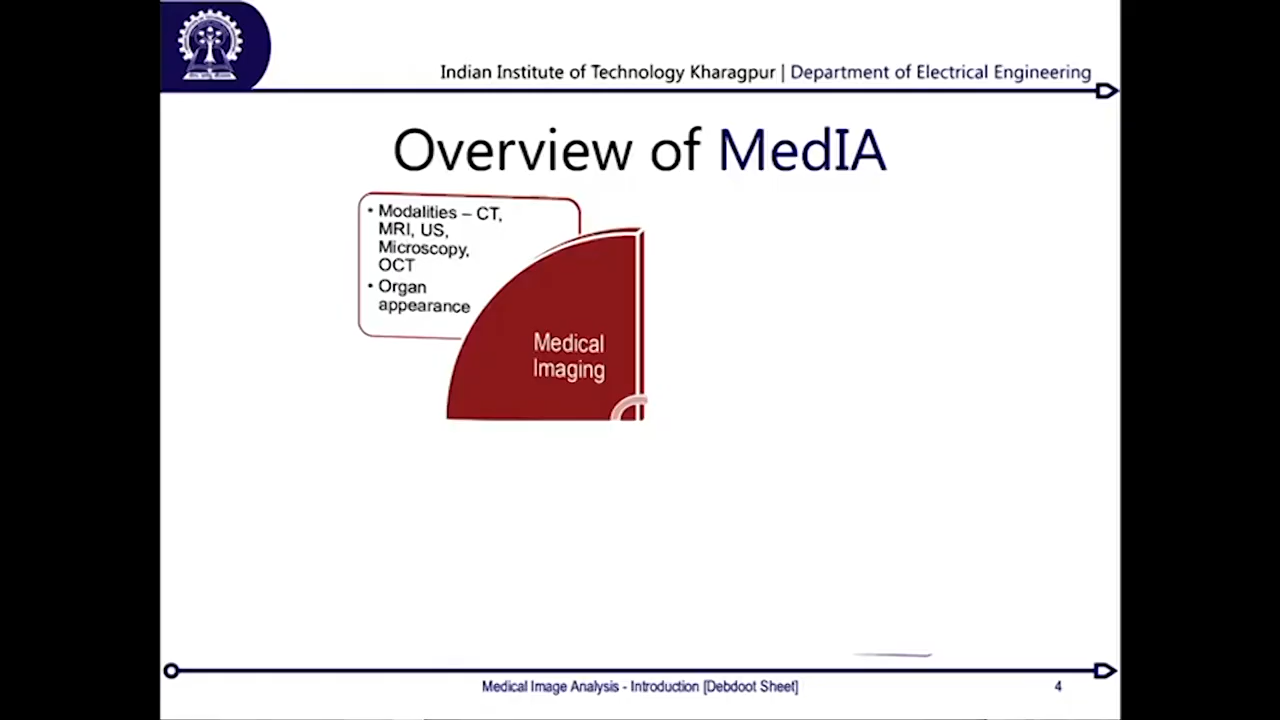 Indian Institute of Technology Kharagpur | Department of Electrical Engineering
Overview of MedIA
• Modalities – CT,
MRI, US,
Microscopy,
OCT
• Organ
appearance
Medical
Imaging
Medical Image Analysis - Introduction [Debdoot Sheet]
4